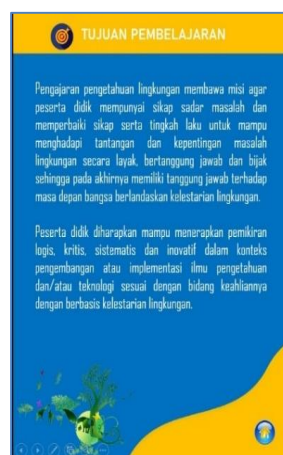 TUJUAN PEMBELAJARAN
Pengajaran pengetahuan lingkungan membawa misi agar
peserta didik mempunyai sikap sadar masalah dan
memperbaiki sikap serta tingkah laku untuk mampu
menghadapi tantangan dan kepentingan masalah
lingkungan secara layak, bertanggung jawab dan bijak
sehingga pada akhirnya memiliki tanggung jawab terhadap
masa depan bangsa berlandaskan kelestarian lingkungan.
Peserta didik diharapkan mampu menerapkan pemikiran
logis, kritis, sistematis dan inovatif dalam konteks
pengembangan atau implementasi ilmu pengetahuan
dan/atau teknologi sesuai dengan bidang keahliannya
dengan berbasis kelestarian lingkungan.